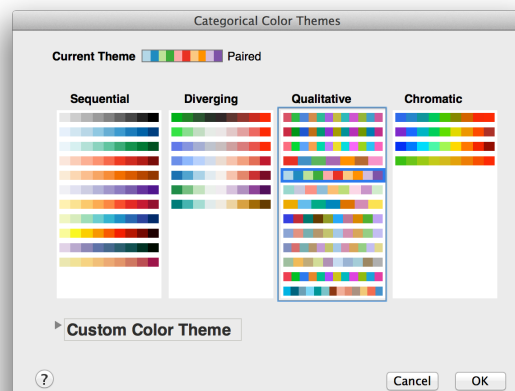 Categorical Color Themes
Current Theme Paired
Sequential Diverging Qualitative Chromatic
Custom Color Theme
? Cancel OK